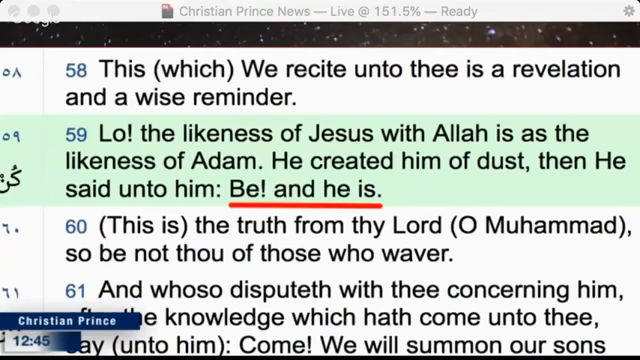 Christian Prince News — Live @ 151.5% — Ready
٥٨ 58 This (which) We recite unto thee is a revelation
and a wise reminder.
٥٩ 59 Lo! the likeness of Jesus with Allah is as the
likeness of Adam. He created him of dust, then He
كُنْ said unto him: Be! and he is.
٦٠ 60 (This is) the truth from thy Lord (O Muhammad),
so be not thou of those who waver.
٦١ 61 And whoso disputeth with thee concerning him,
the knowledge which hath come unto thee,
Christian Prince
(unto him): Come! We will summon our sons
12:45